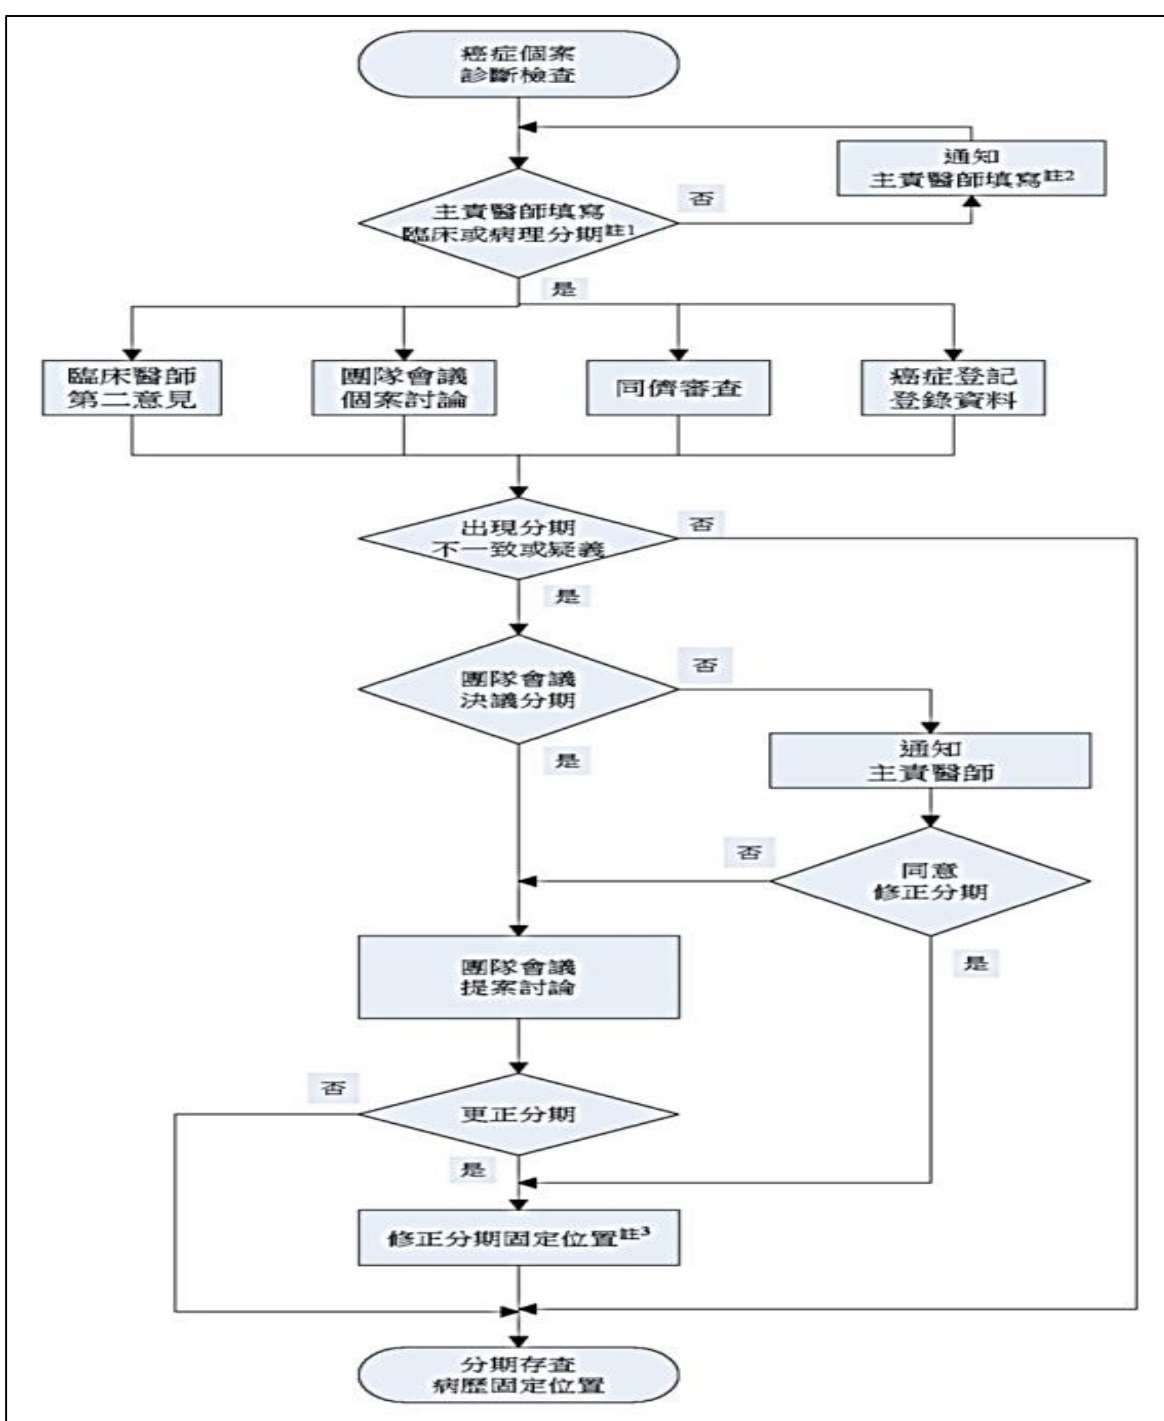 癌症個案
診斷檢查
通知
主責醫師填寫註2
否
主責醫師填寫
臨床或病理分期註1
是
臨床醫師
第二意見
團隊會議
個案討論
同儕審查
癌症登記
登錄資料
出現分期
不一致或疑義
否
是
團隊會議
決議分期
否
是
通知
主責醫師
否
同意
修正分期
是
團隊會議
提案討論
否
更正分期
是
修正分期固定位置註3
分期存查
病歷固定位置